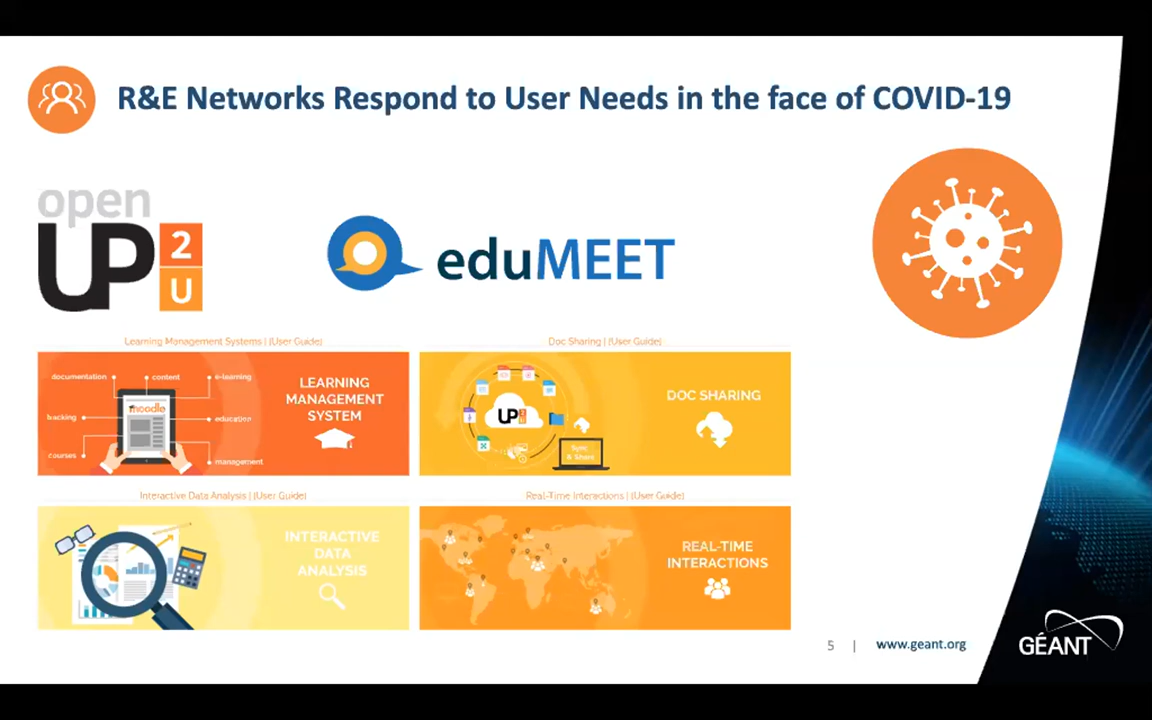 R&E Networks Respond to User Needs in the face of COVID-19
open
UP
2
U
eduMEET
Learning Management Systems | (User Guide)
documentation
content
e-learning
moodle
education
courses
management
LEARNING
MANAGEMENT
SYSTEM
Doc Sharing | (User Guide)
UP
Sync
& Share
DOC SHARING
Interactive Data Analysis | (User Guide)
INTERACTIVE
DATA
ANALYSIS
Real-Time Interactions | (User Guide)
REAL-TIME
INTERACTIONS
5 | www.geant.org
GÉANT